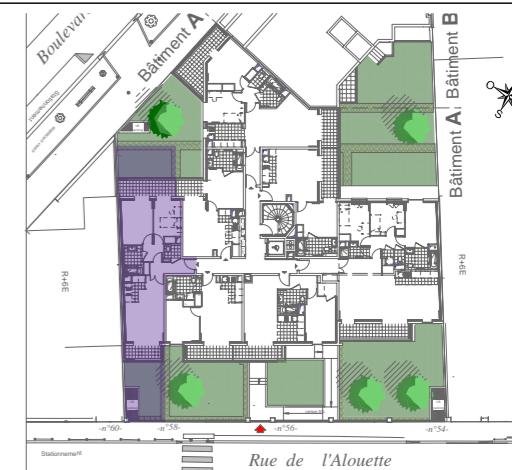 Boulevard
Bâtiment A
Bâtiment B
Bâtiment A
S
R+6E
R+6E
-n°60-
-n°58-
-n°56-
-n°54-
Stationnement
Rue de l'Alouette